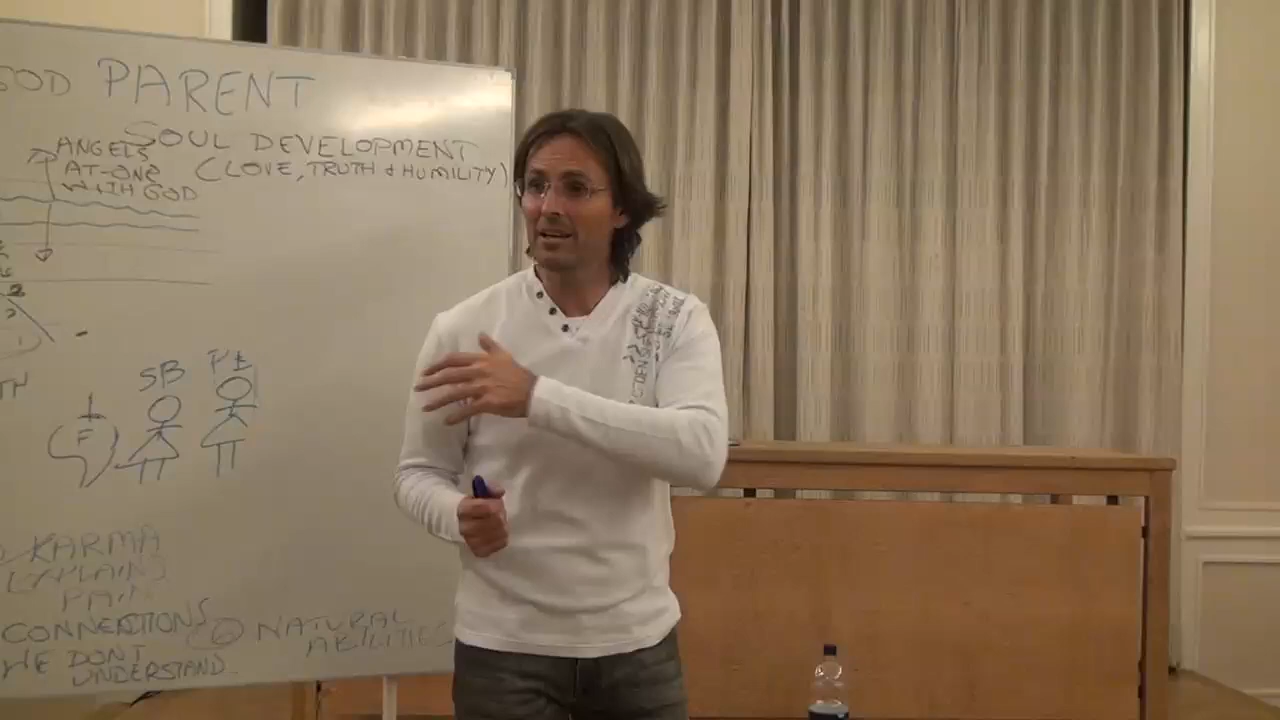 GOD PARENT
SOUL DEVELOPMENT
(LOVE, TRUTH & HUMILITY)
ANGELS
AT-ONE
WITH GOD
SB
F
KARMA
EXPLAINS
PAIN
CONNECTIONS
WE DONT
UNDERSTAND
NATURAL
ABILITIES